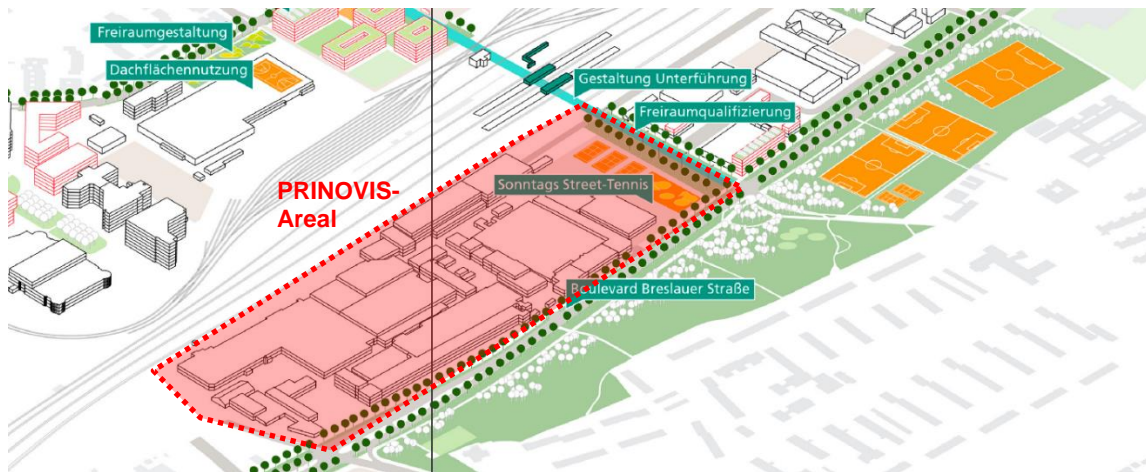 Freiraumgestaltung
Dachflächennutzung
Gestaltung Unterführung
Freiraumqualifizierung
PRINOVIS-
Areal
Sonntags Street-Tennis
Boulevard Breslauer Straße